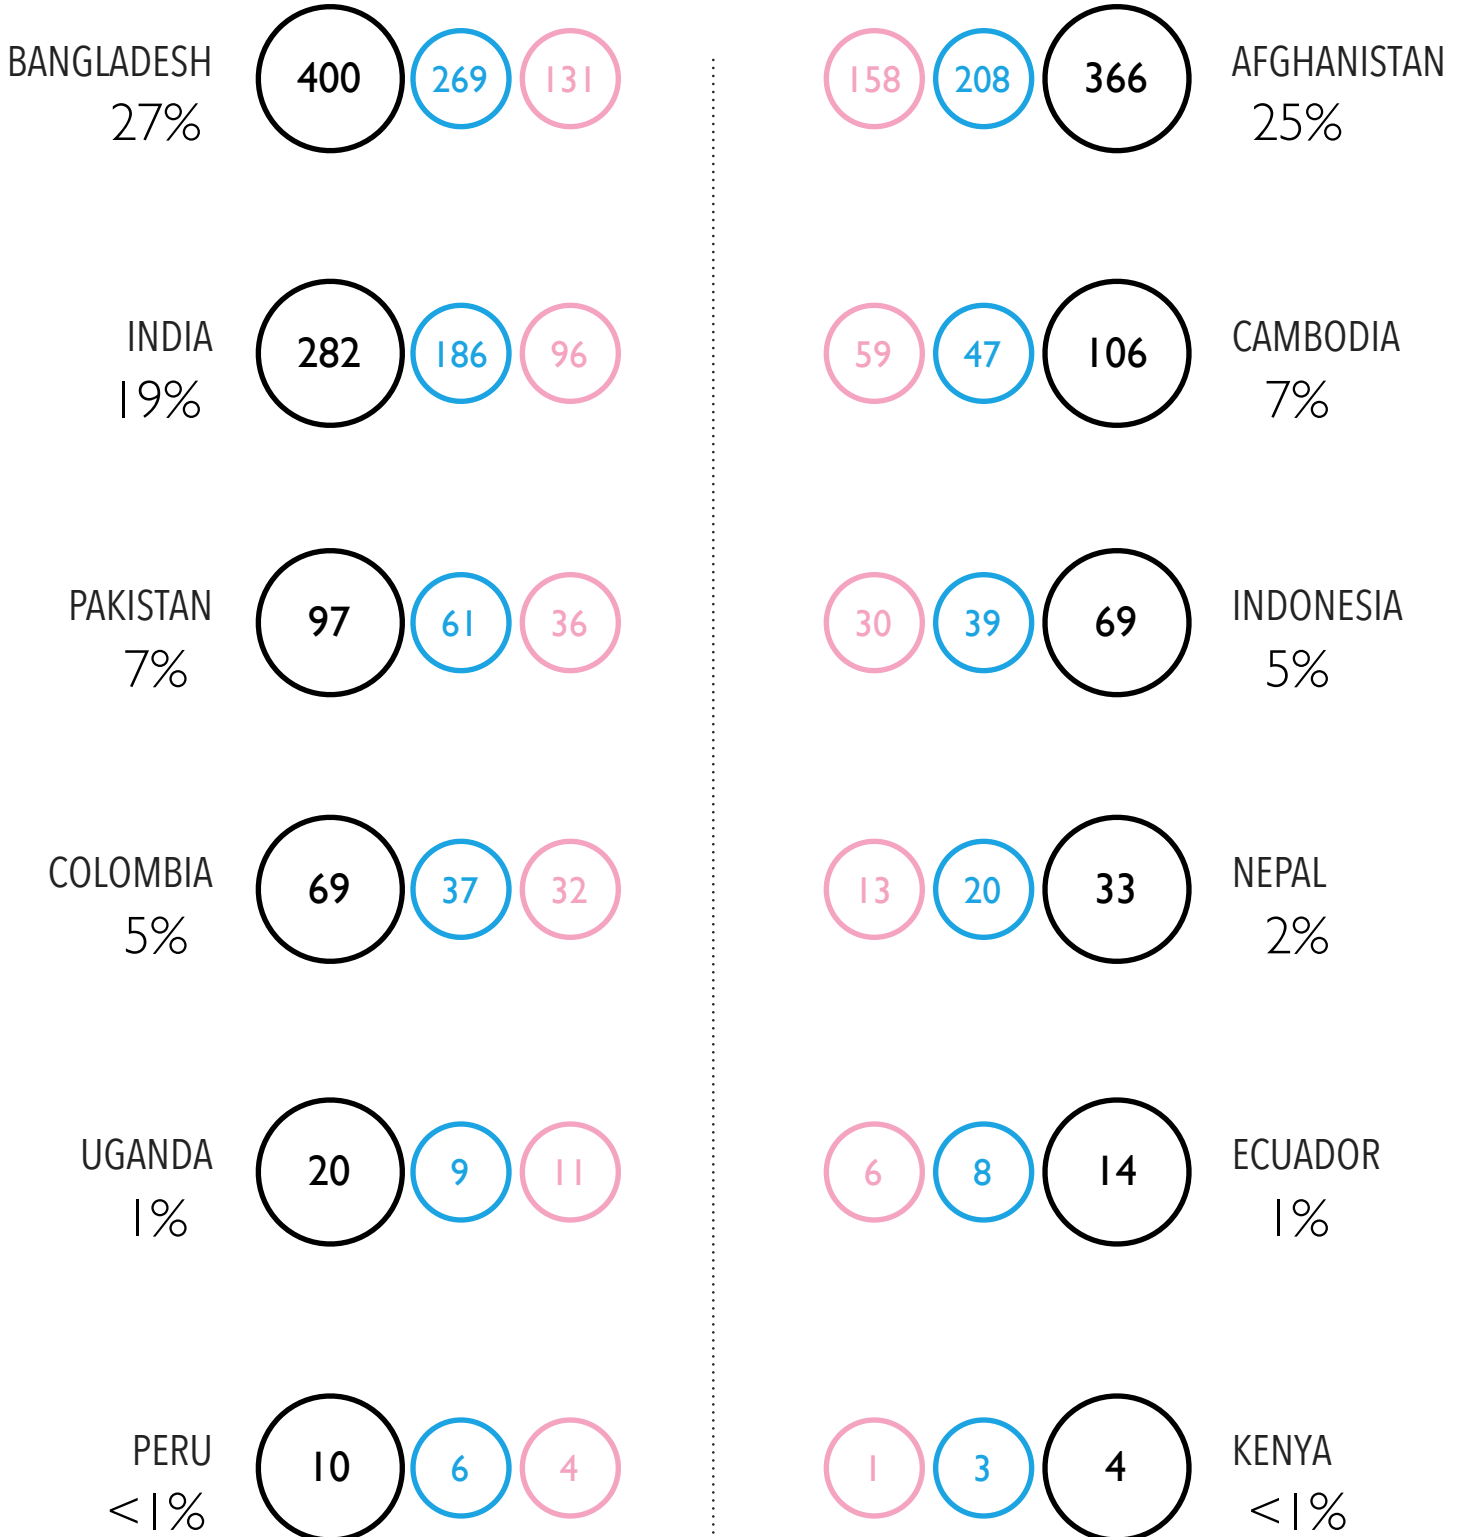 BANGLADESH
27%
400 269 131
158 208 366
AFGHANISTAN
25%
INDIA
19%
282 186 96
59 47 106
CAMBODIA
7%
PAKISTAN
7%
97 61 36
30 39 69
INDONESIA
5%
COLOMBIA
5%
69 37 32
13 20 33
NEPAL
2%
UGANDA
1%
20 9 11
6 8 14
ECUADOR
1%
PERU
<1%
10 6 4
1 3 4
KENYA
<1%